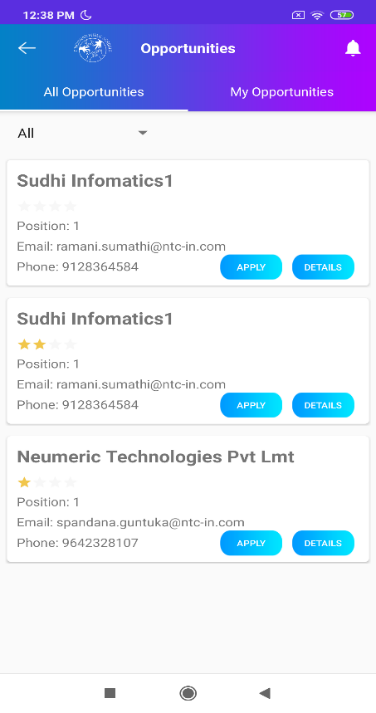 12:38 PM
57
Opportunities
All Opportunities
My Opportunities
All
Sudhi Infomatics1
Position: 1
Email: ramani.sumathi@ntc-in.com
Phone: 9128364584
APPLY
DETAILS
Sudhi Infomatics1
Position: 1
Email: ramani.sumathi@ntc-in.com
Phone: 9128364584
APPLY
DETAILS
Neumeric Technologies Pvt Lmt
Position: 1
Email: spandana.guntuka@ntc-in.com
Phone: 9642328107
APPLY
DETAILS